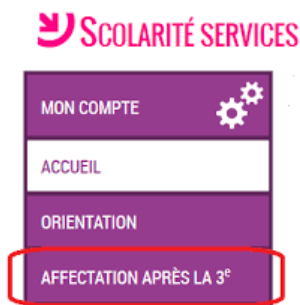 SCOLARITÉ SERVICES
MON COMPTE
ACCUEIL
ORIENTATION
AFFECTATION APRÈS LA 3ᵉ